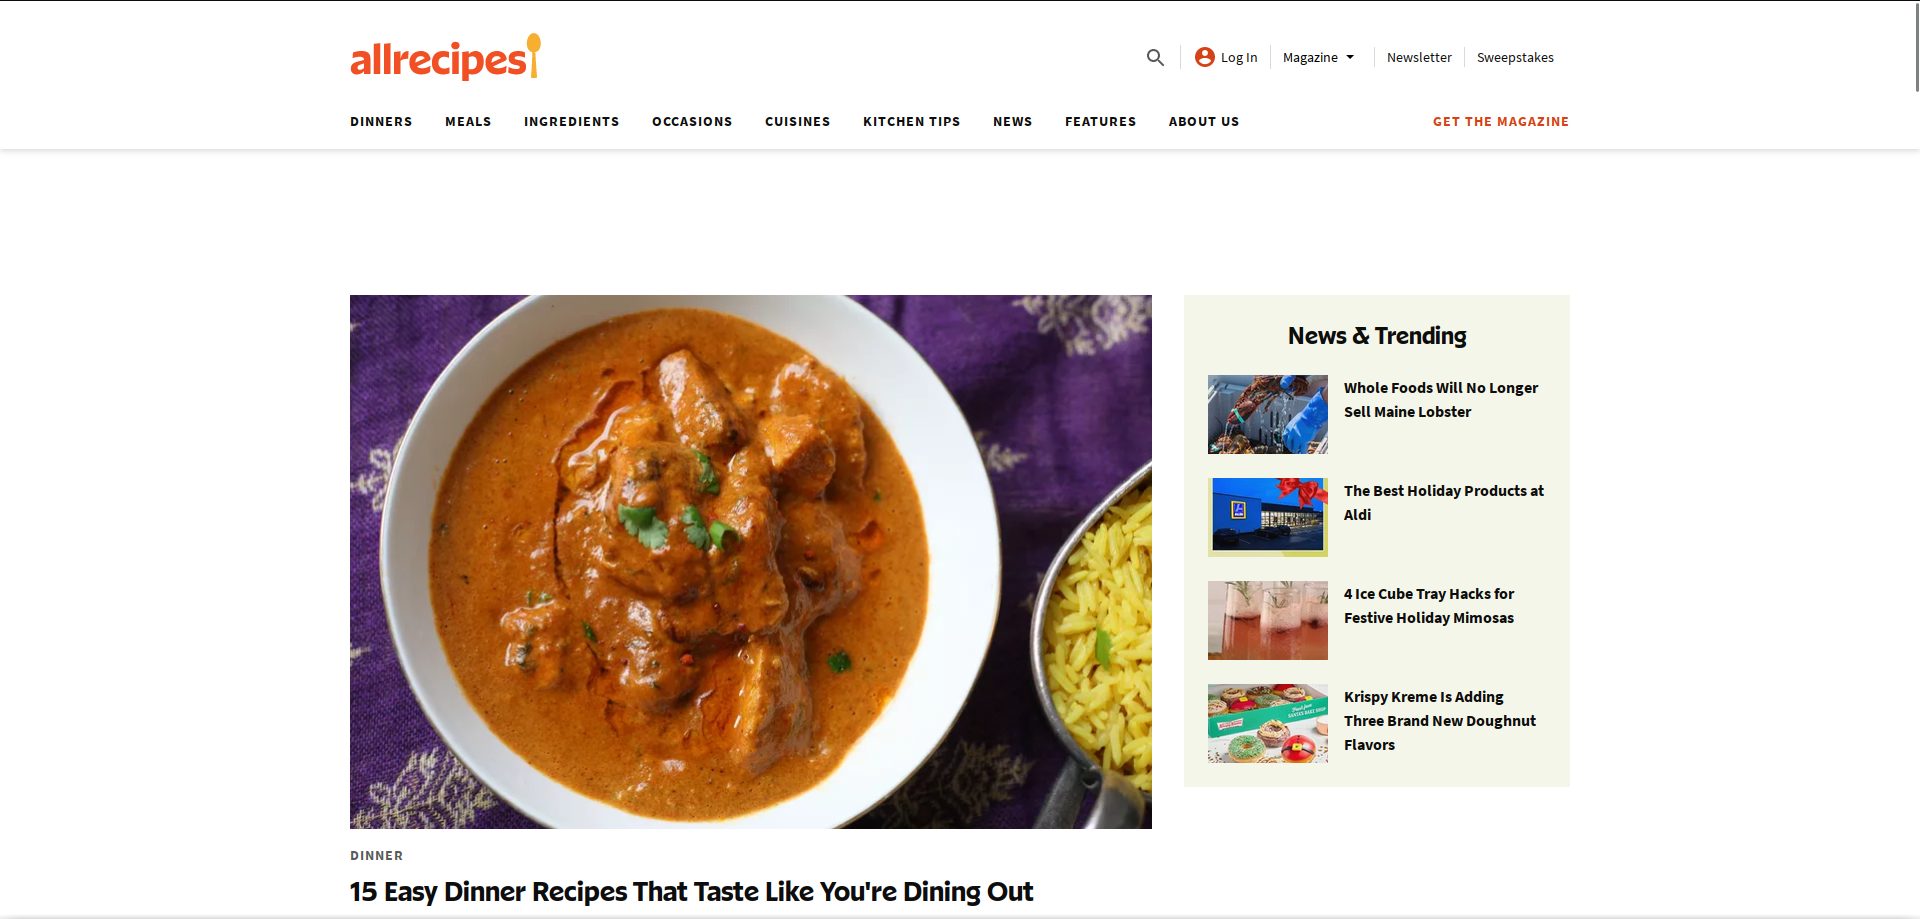 allrecipes
Log In
Magazine
Newsletter
Sweepstakes
DINNERS
MEALS
INGREDIENTS
OCCASIONS
CUISINES
KITCHEN TIPS
NEWS
FEATURES
ABOUT US
GET THE MAGAZINE
DINNER
15 Easy Dinner Recipes That Taste Like You're Dining Out
News & Trending
Whole Foods Will No Longer
Sell Maine Lobster
The Best Holiday Products at
Aldi
4 Ice Cube Tray Hacks for
Festive Holiday Mimosas
Krispy Kreme Is Adding
Three Brand New Doughnut
Flavors